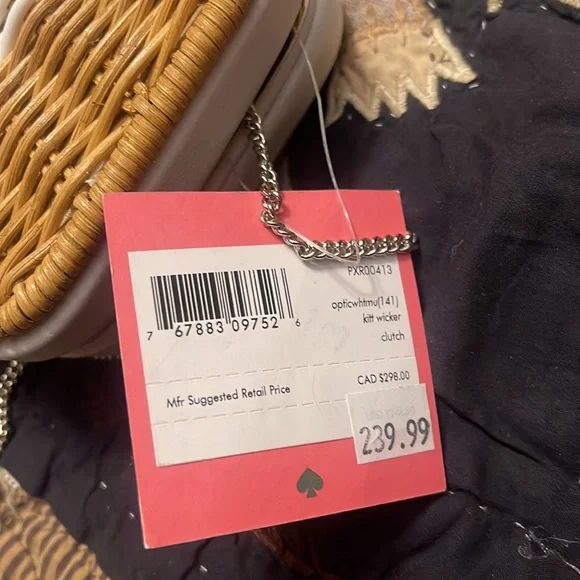 PXR00413
7 67883 09752 6
opticwhtmu(141)
kitt wicker
clutch
Mfr Suggested Retail Price
CAD $298.00
239.99